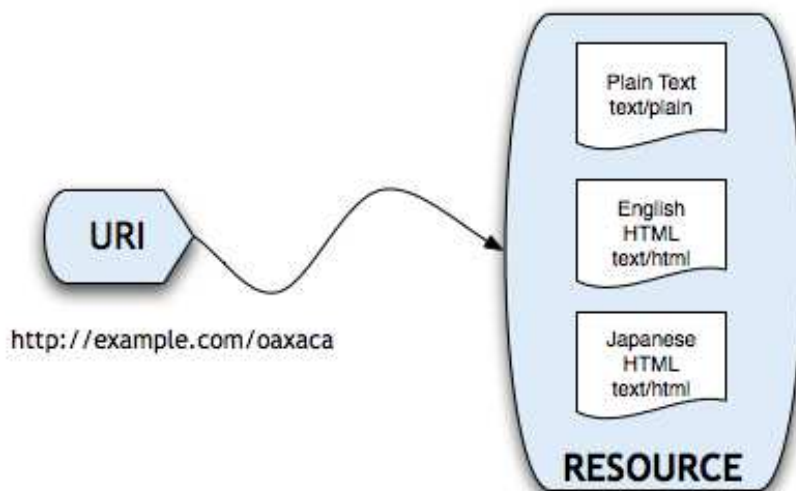 URI
http://example.com/oaxaca
Plain Text
text/plain
English
HTML
text/html
Japanese
HTML
text/html
RESOURCE